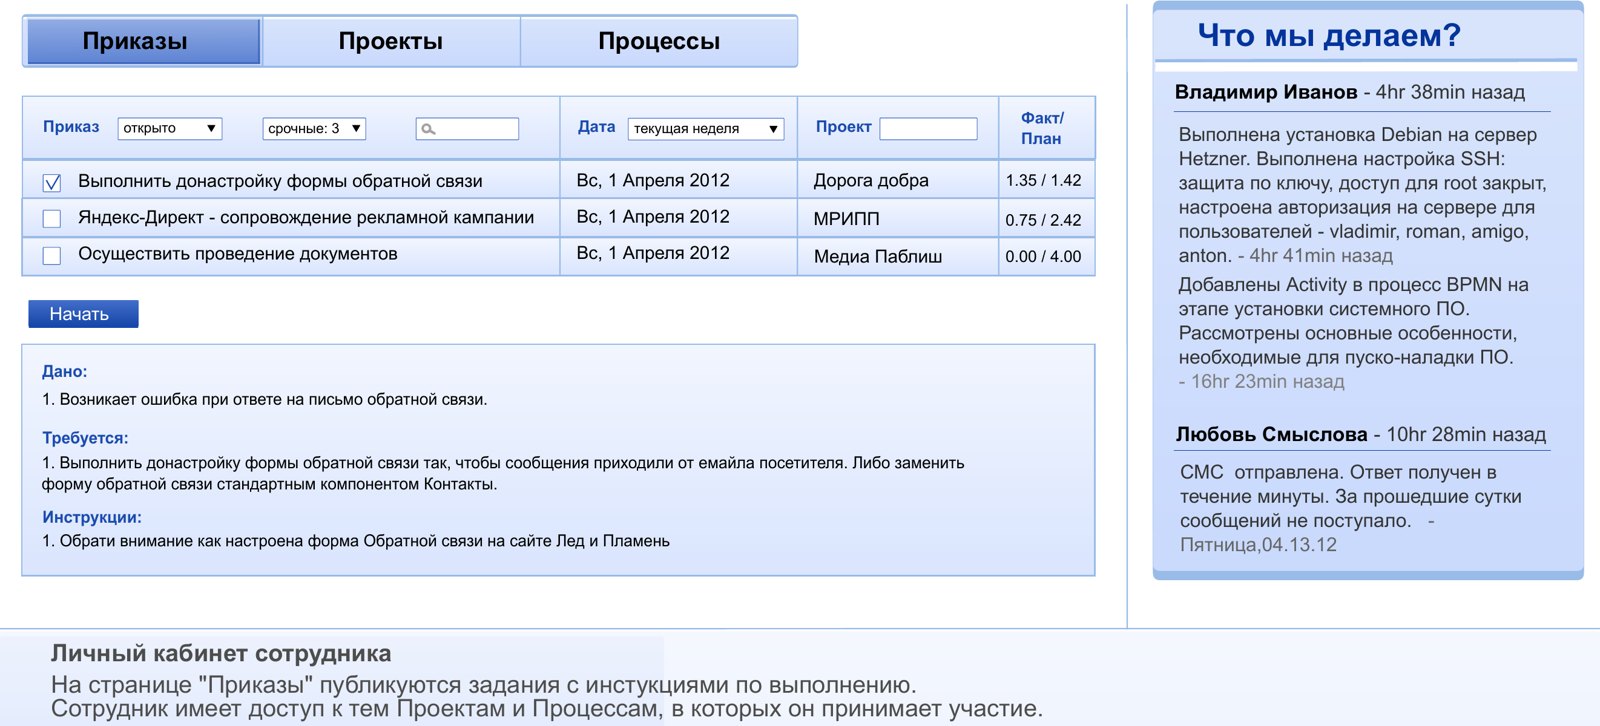 Приказы Проекты Процессы
Приказ открыто срочные: 3 Дата текущая неделя Проект Факт/
План
Выполнить донастройку формы обратной связи Вс, 1 Апреля 2012 Дорога добра 1.35 / 1.42
Яндекс-Директ - сопровождение рекламной кампании Вс, 1 Апреля 2012 МРИПП 0.75 / 2.42
Осуществить проведение документов Вс, 1 Апреля 2012 Медиа Паблиш 0.00 / 4.00
Начать
Дано:
1. Возникает ошибка при ответе на письмо обратной связи.
Требуется:
1. Выполнить донастройку формы обратной связи так, чтобы сообщения приходили от емайла посетителя. Либо заменить
форму обратной связи стандартным компонентом Контакты.
Инструкции:
1. Обрати внимание как настроена форма Обратной связи на сайте Лед и Пламень
Что мы делаем?
Владимир Иванов - 4hr 38min назад
Выполнена установка Debian на сервер
Hetzner. Выполнена настройка SSH:
защита по ключу, доступ для root закрыт,
настроена авторизация на сервере для
пользователей - vladimir, roman, amigo,
anton. - 4hr 41min назад
Добавлены Activity в процесс BPMN на
этапе установки системного ПО.
Рассмотрены основные особенности,
необходимые для пуско-наладки ПО.
- 16hr 23min назад
Любовь Смыслова - 10hr 28min назад
СМС отправлена. Ответ получен в
течение минуты. За прошедшие сутки
сообщений не поступало. -
Пятница,04.13.12
Личный кабинет сотрудника
На странице "Приказы" публикуются задания с инстукциями по выполнению.
Сотрудник имеет доступ к тем Проектам и Процессам, в которых он принимает участие.